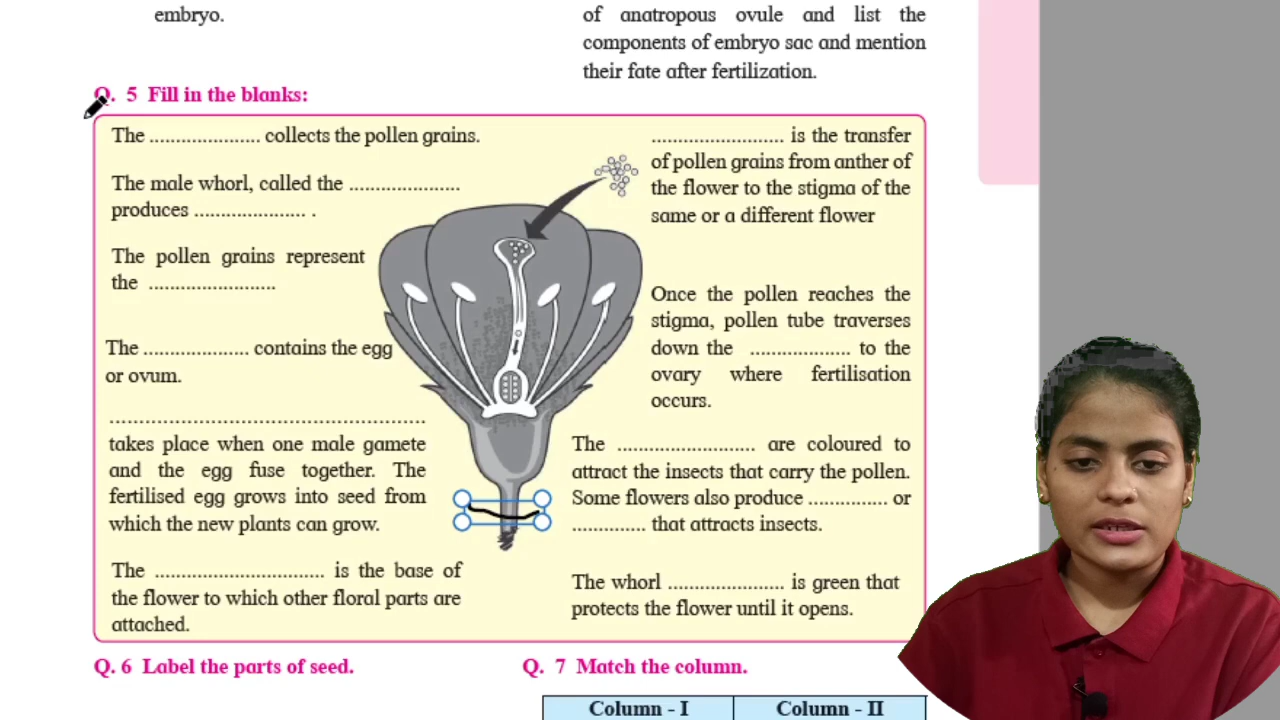 embryo.
of anatropous ovule and list the
components of embryo sac and mention
their fate after fertilization.
Q. 5 Fill in the blanks:
The ..................... collects the pollen grains.
The male whorl, called the .....................
produces ..................... .
The pollen grains represent
the ........................
The .................... contains the egg
or ovum.
............................................................
takes place when one male gamete
and the egg fuse together. The
fertilised egg grows into seed from
which the new plants can grow.
The ................................ is the base of
the flower to which other floral parts are
attached.
......................... is the transfer
of pollen grains from anther of
the flower to the stigma of the
same or a different flower
Once the pollen reaches the
stigma, pollen tube traverses
down the ................... to the
ovary where fertilisation
occurs.
The .......................... are coloured to
attract the insects that carry the pollen.
Some flowers also produce ............... or
.............. that attracts insects.
The whorl ...................... is green that
protects the flower until it opens.
Q. 6 Label the parts of seed.
Q. 7 Match the column.
Column - I
Column - II